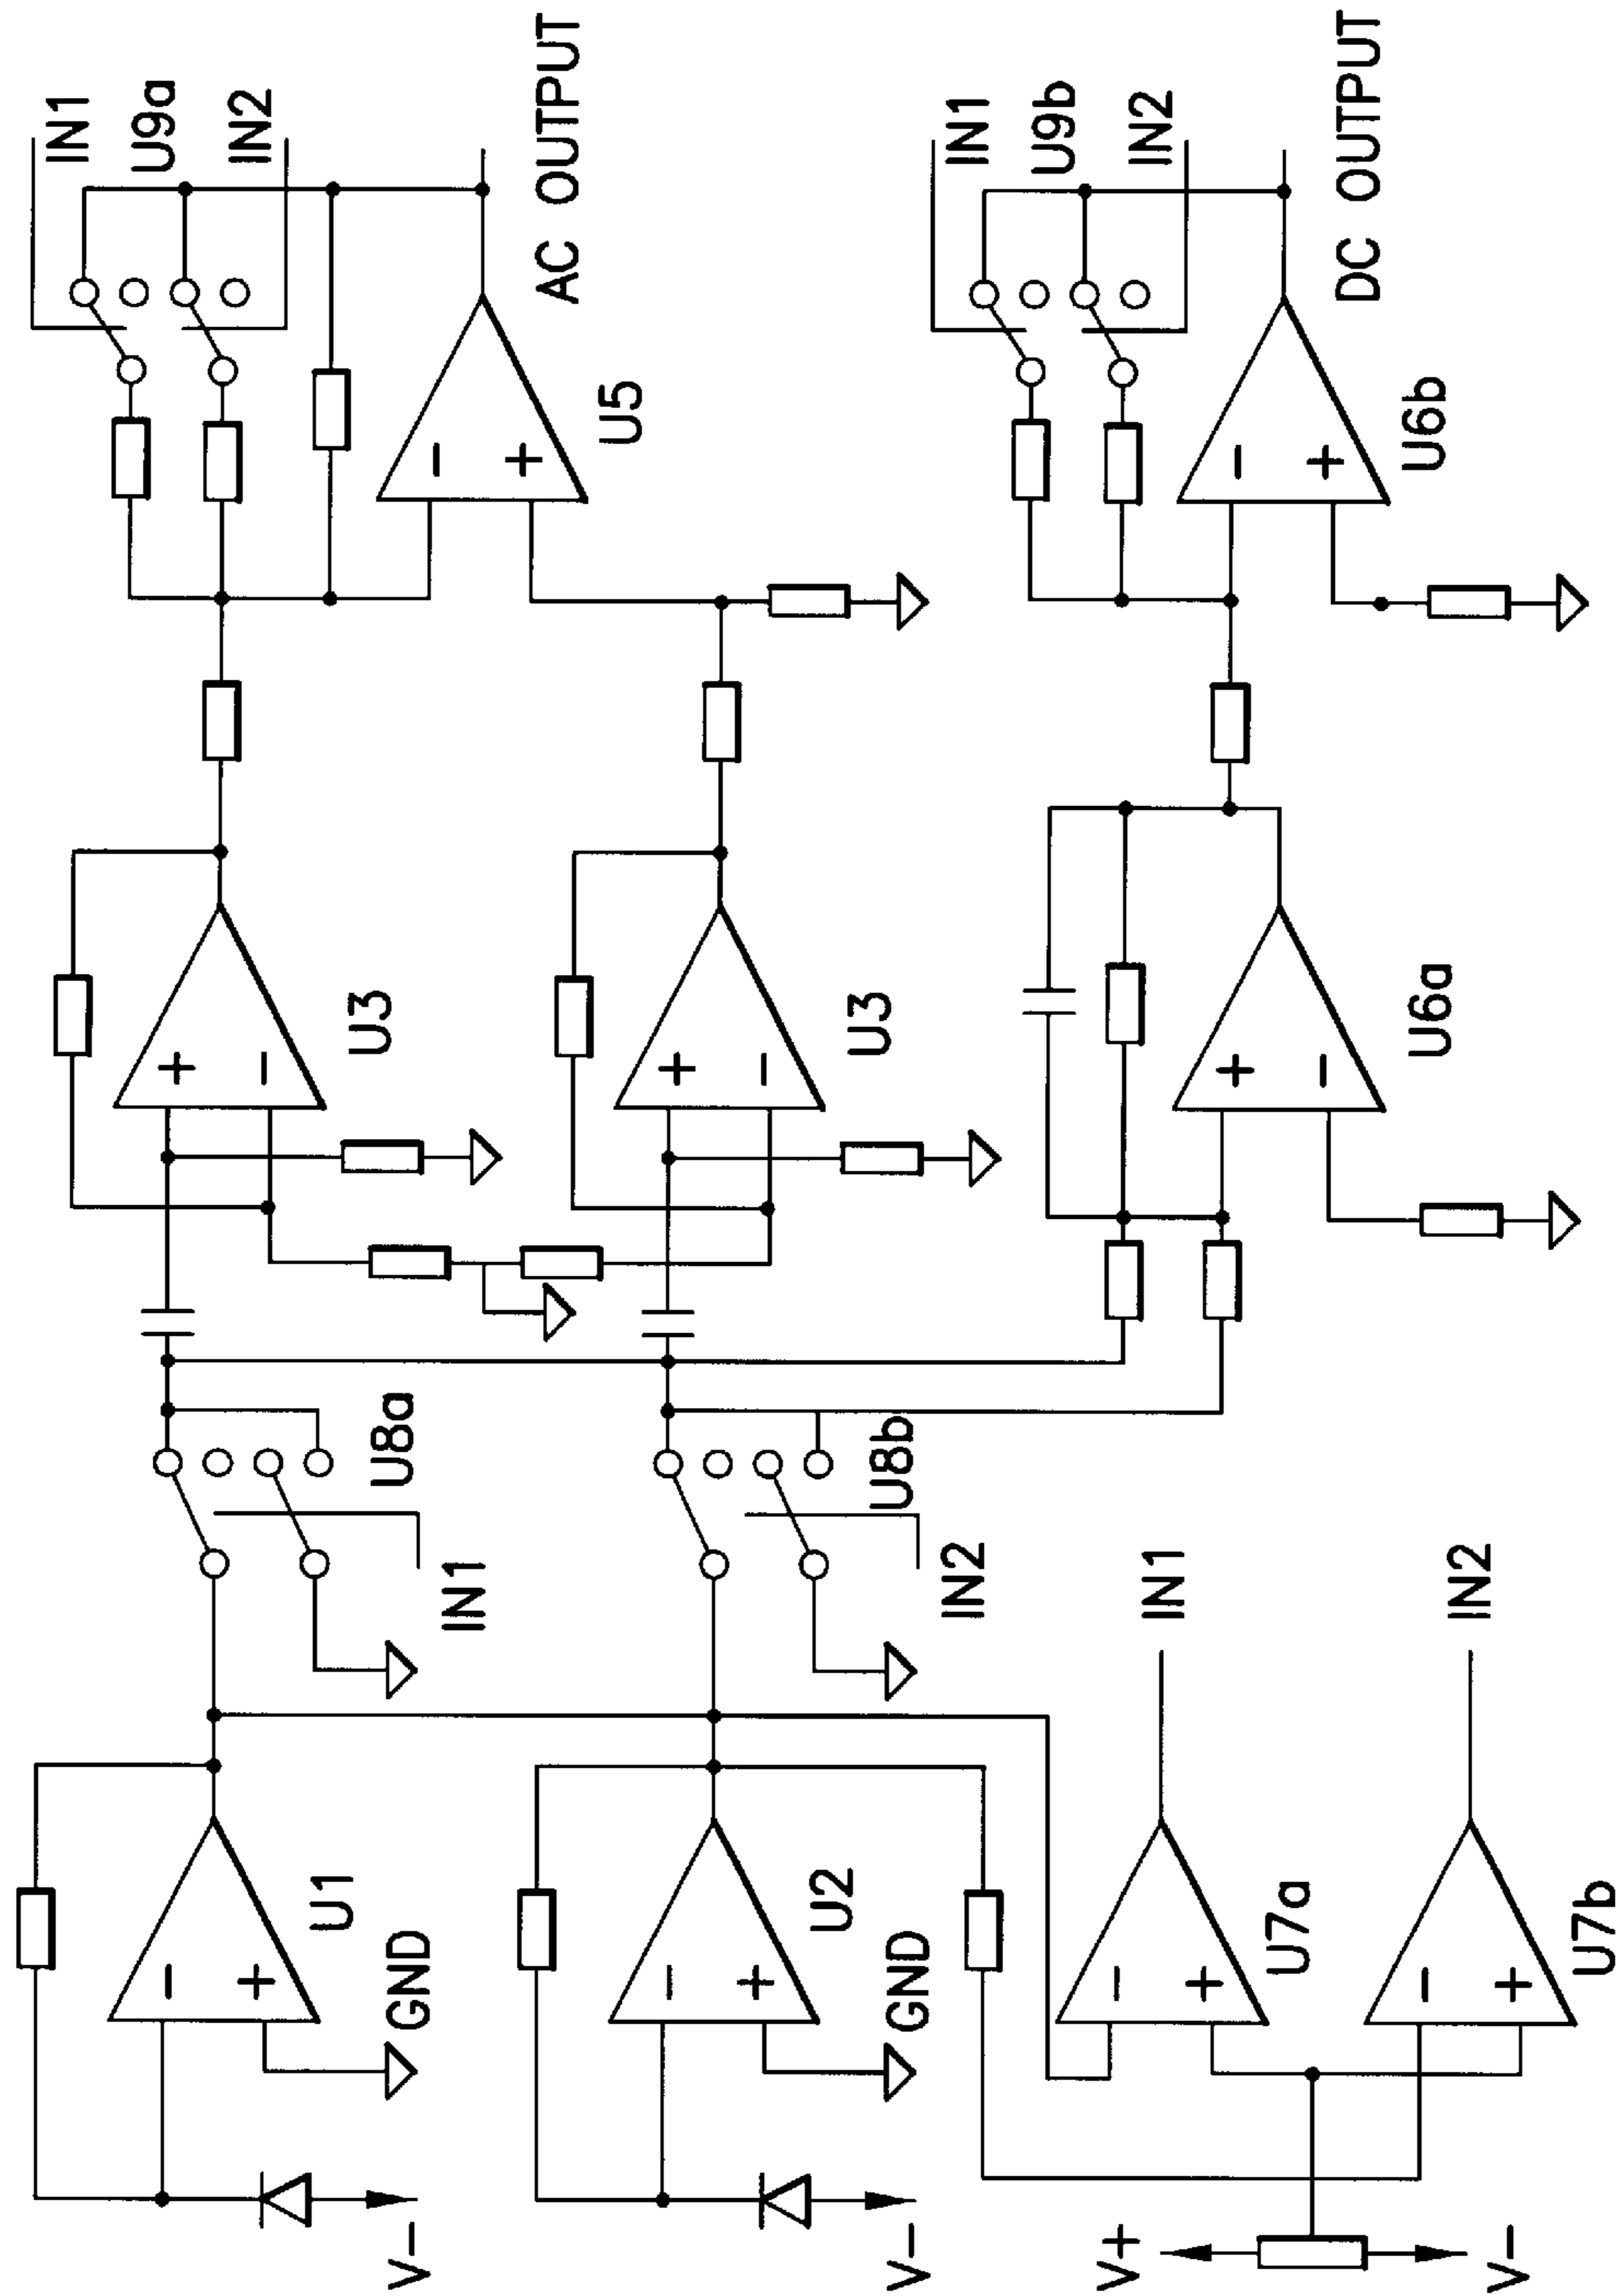 IN1
U9a
IN2
AC OUTPUT
U5
IN1
U9b
IN2
DC OUTPUT
U6b
+
−
U3
+
−
U3
+
−
U6a
−
+
−
+
U8a
IN1
U8b
IN2
IN1
IN2
−
+
U1
GND
V−
−
+
U2
GND
V−
−
+
U7a
−
+
U7b
V+
V−